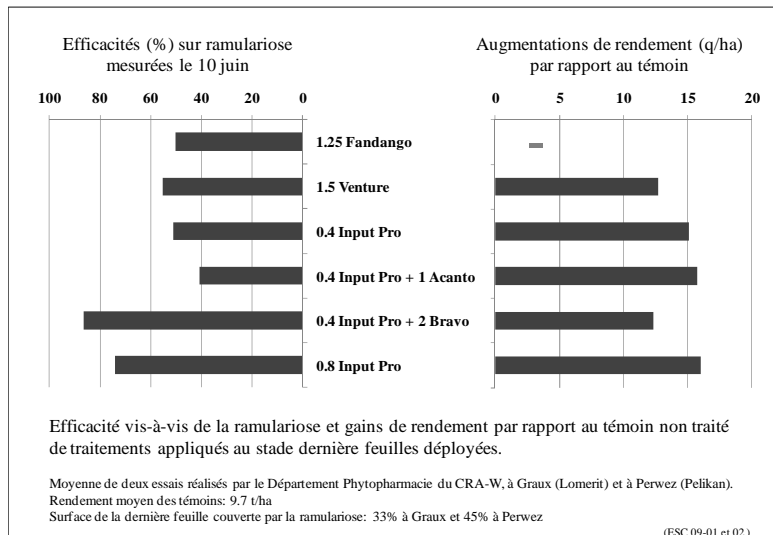 Efficacités (%) sur ramulariose
mesurées le 10 juin
Augmentations de rendement (q/ha)
par rapport au témoin
100 80 60 40 20 0
0 5 10 15 20
1.25 Fandango
1.5 Venture
0.4 Input Pro
0.4 Input Pro + 1 Acanto
0.4 Input Pro + 2 Bravo
0.8 Input Pro
Efficacité vis-à-vis de la ramulariose et gains de rendement par rapport au témoin non traité
de traitements appliqués au stade dernière feuilles déployées.
Moyenne de deux essais réalisés par le Département Phytopharmacie du CRA-W, à Graux (Lomerit) et à Perwez (Pelikan).
Rendement moyen des témoins: 9.7 t/ha
Surface de la dernière feuille couverte par la ramulariose: 33% à Graux et 45% à Perwez
(ESC 09-01 et 02 )